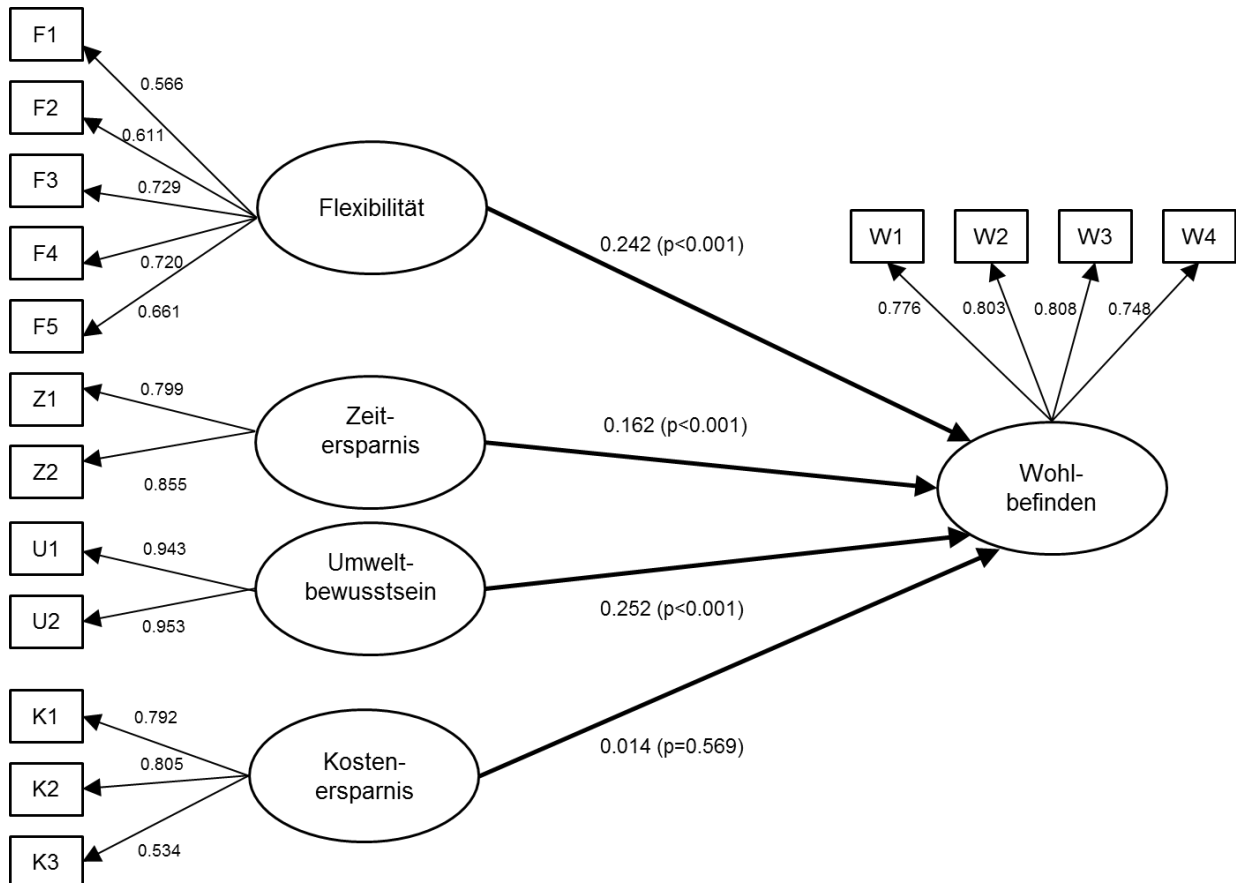 F1
0.566
F2
0.611
F3
0.729
F4
0.720
F5
0.661
Flexibilität
0.242 (p<0.001)
W1
W2
W3
W4
0.776
0.803
0.808
0.748
Z1
0.799
Z2
0.855
Zeit-
ersparnis
0.162 (p<0.001)
Wohl-
befinden
U1
0.943
U2
0.953
Umwelt-
bewusstsein
0.252 (p<0.001)
K1
0.792
K2
0.805
K3
0.534
Kosten-
ersparnis
0.014 (p=0.569)